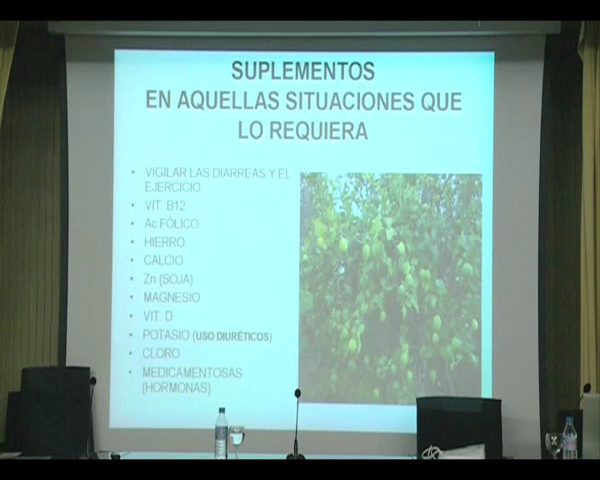 SUPLEMENTOS
EN AQUELLAS SITUACIONES QUE
LO REQUIERA
• VIGILAR LAS DIARREAS Y EL
EJERCICIO.
• VIT. B12
• Ac.FÓLICO
• HIERRO
• CALCIO
• Zn (SOJA)
• MAGNESIO
• VIT. D
• POTASIO (USO DIURÉTICOS)
• CLORO
• MEDICAMENTOSAS
(HORMONAS)